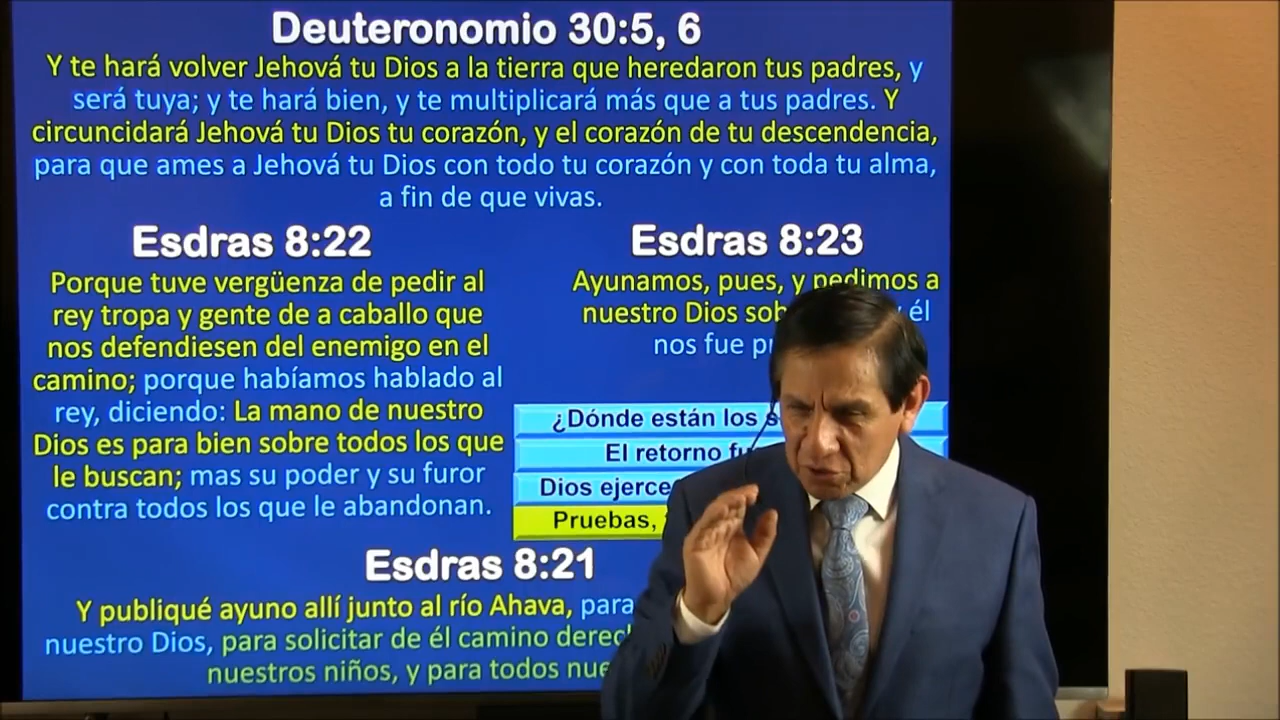 Deuteronomio 30:5, 6
Y te hará volver Jehová tu Dios a la tierra que heredaron tus padres, y
será tuya; y te hará bien, y te multiplicará más que a tus padres. Y
circuncidará Jehová tu Dios tu corazón, y el corazón de tu descendencia,
para que ames a Jehová tu Dios con todo tu corazón y con toda tu alma,
a fin de que vivas.
Esdras 8:22
Porque tuve vergüenza de pedir al
rey tropa y gente de a caballo que
nos defendiesen del enemigo en el
camino; porque habíamos hablado al
rey, diciendo: La mano de nuestro
Dios es para bien sobre todos los que
le buscan; mas su poder y su furor
contra todos los que le abandonan.
Esdras 8:23
Ayunamos, pues, y pedimos a
nuestro Dios él
nos fue
¿Dónde están los
El retorno
Dios ejerce
Pruebas,
Esdras 8:21
Y publiqué ayuno allí junto al río Ahava, para
nuestro Dios, para solicitar de él camino
nuestros niños, y para todos